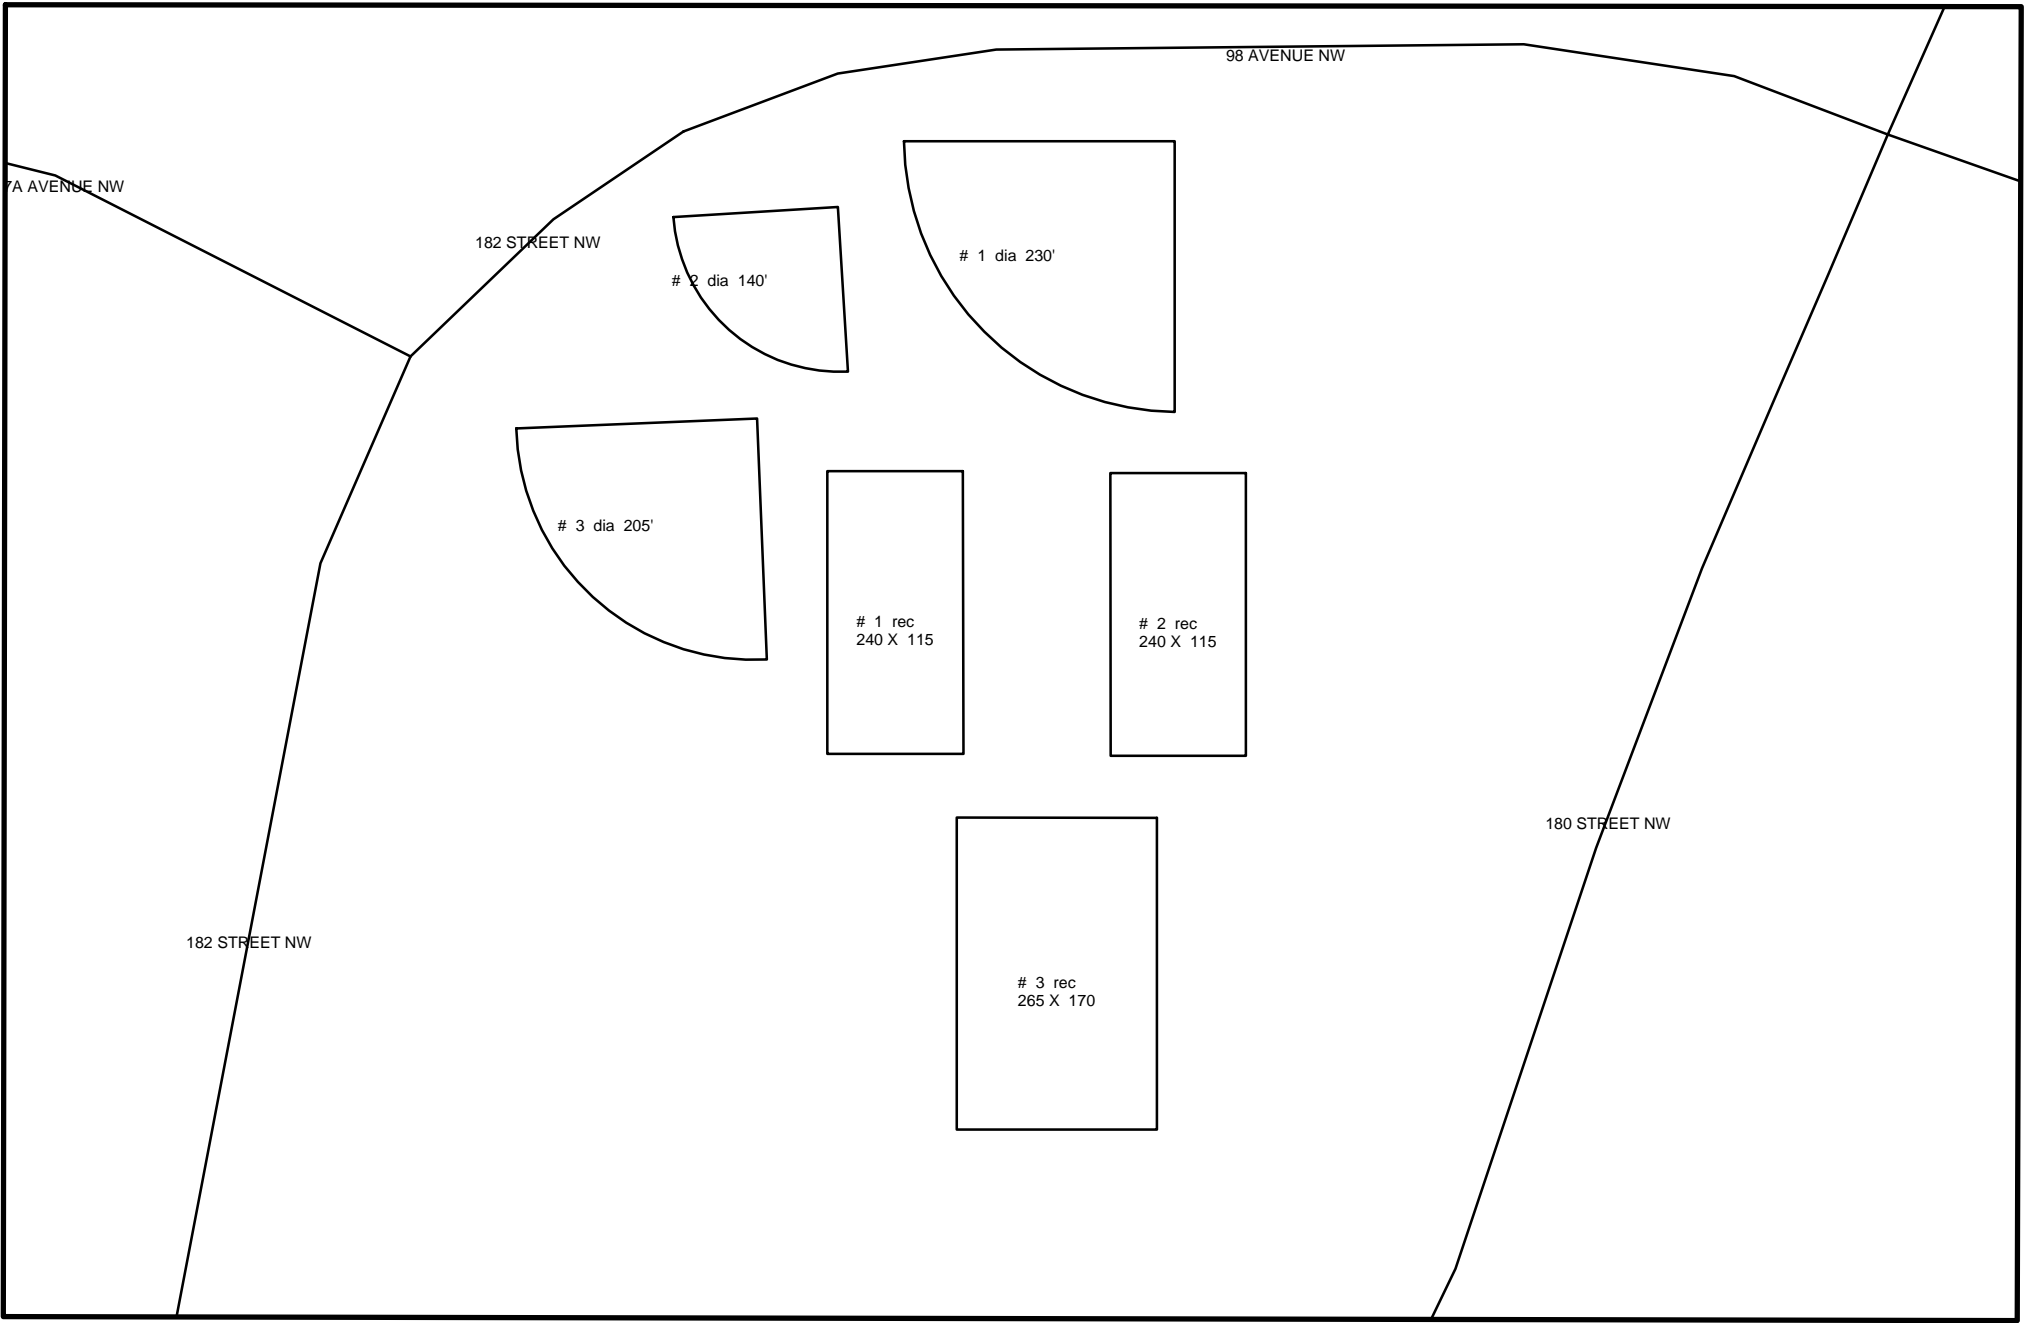 98 AVENUE NW
7A AVENUE NW
182 STREET NW
# 1 dia 230'
# 2 dia 140'
# 3 dia 205'
# 1 rec
240 X 115
# 2 rec
240 X 115
180 STREET NW
182 STREET NW
# 3 rec
265 X 170